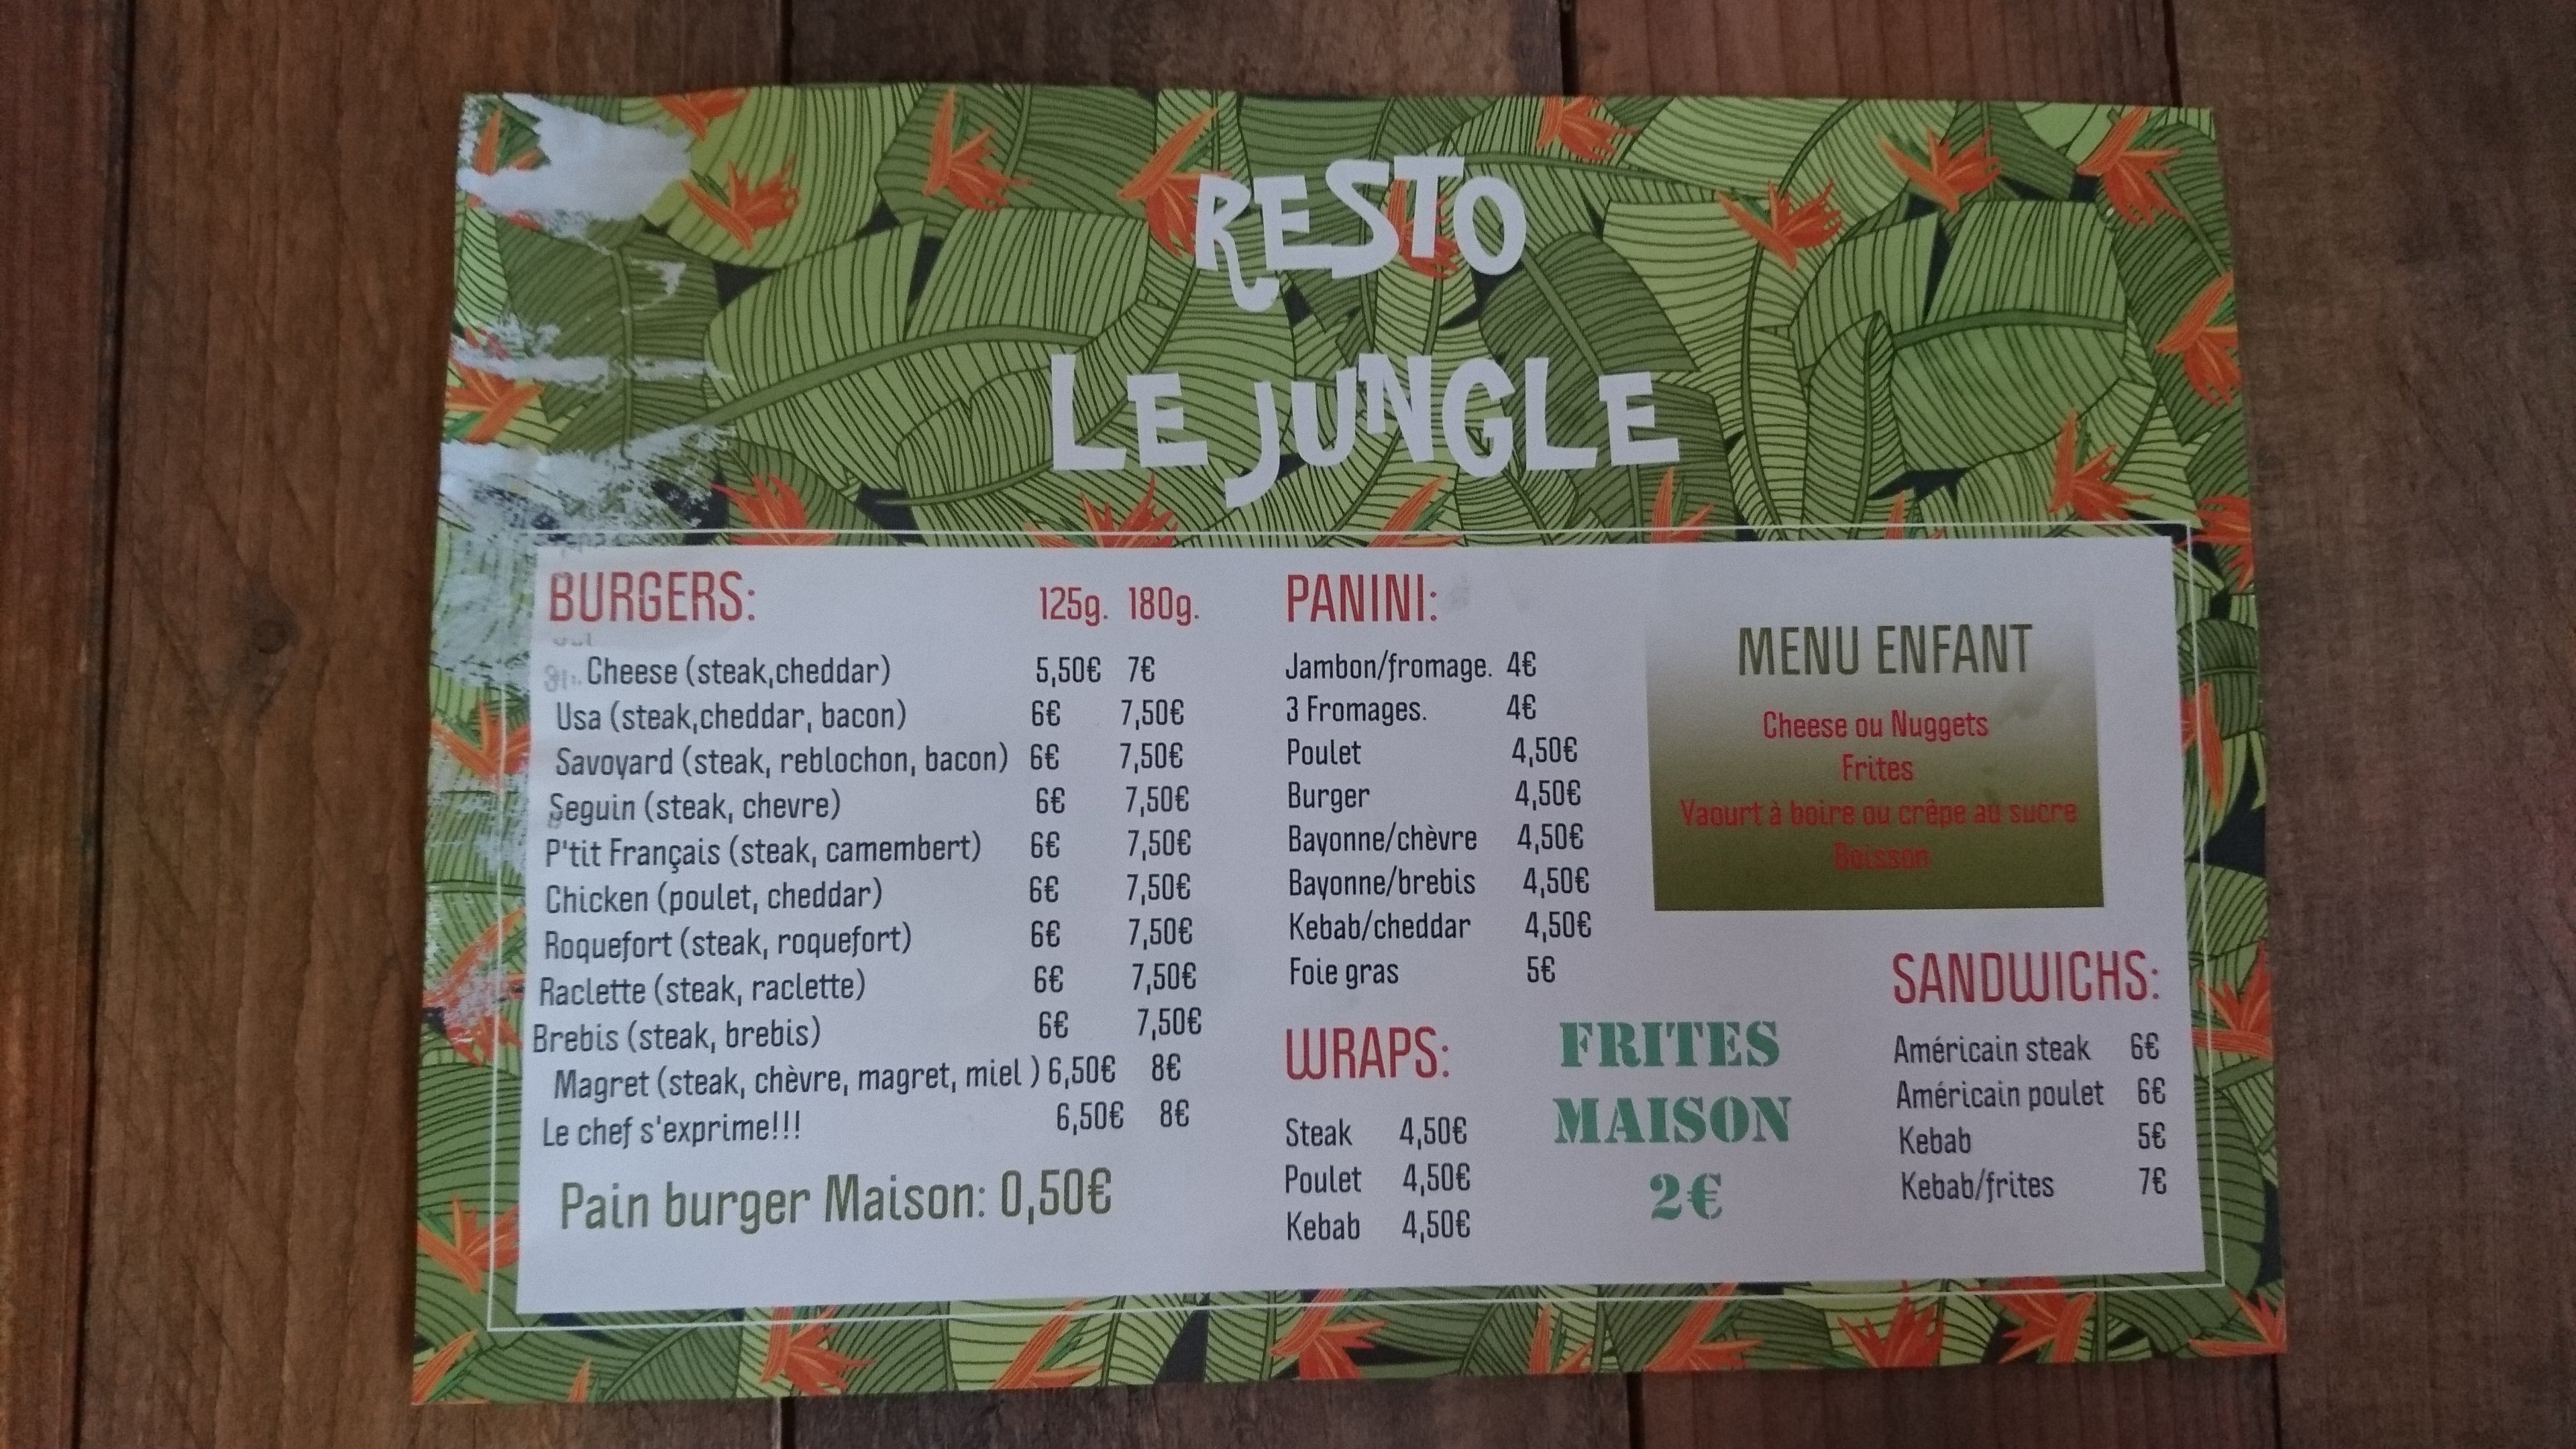 RESTO
LE JUNGLE
BURGERS: 125g. 180g.
Cheese (steak,cheddar) 5,50€ 7€
Usa (steak,cheddar, bacon) 6€ 7,50€
Savoyard (steak, reblochon, bacon) 6€ 7,50€
Seguin (steak, chevre) 6€ 7,50€
P'tit Français (steak, camembert) 6€ 7,50€
Chicken (poulet, cheddar) 6€ 7,50€
Roquefort (steak, roquefort) 6€ 7,50€
Raclette (steak, raclette) 6€ 7,50€
Brebis (steak, brebis) 6€ 7,50€
Magret (steak, chèvre, magret, miel ) 6,50€ 8€
Le chef s'exprime!!! 6,50€ 8€
Pain burger Maison: 0,50€
PANINI:
Jambon/fromage. 4€
3 Fromages. 4€
Poulet 4,50€
Burger 4,50€
Bayonne/chèvre 4,50€
Bayonne/brebis 4,50€
Kebab/cheddar 4,50€
Foie gras 5€
WRAPS:
Steak 4,50€
Poulet 4,50€
Kebab 4,50€
FRITES
MAISON
2€
MENU ENFANT
Cheese ou Nuggets
Frites
Yaourt à boire ou crêpe au sucre
Boisson
SANDWICHS:
Américain steak 6€
Américain poulet 6€
Kebab 5€
Kebab/frites 7€